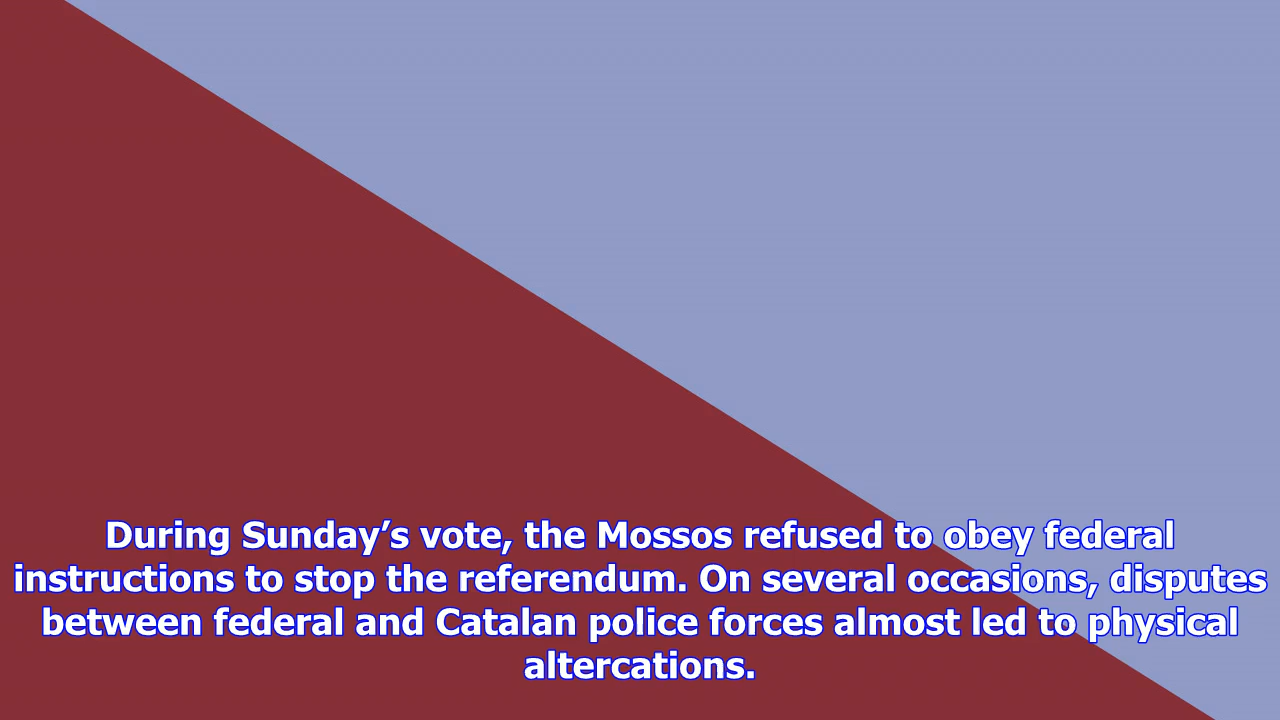 During Sunday’s vote, the Mossos refused to obey federal
instructions to stop the referendum. On several occasions, disputes
between federal and Catalan police forces almost led to physical
altercations.